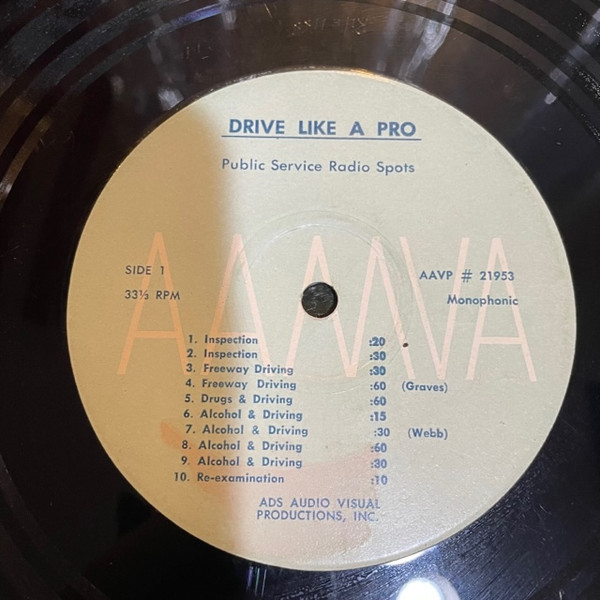 DRIVE LIKE A PRO
Public Service Radio Spots
AAMVA
SIDE 1 AAVP # 21953
33⅓ RPM Monophonic
1. Inspection :20
2. Inspection :30
3. Freeway Driving :30
4. Freeway Driving :60 (Graves)
5. Drugs & Driving :60
6. Alcohol & Driving :15
7. Alcohol & Driving :30 (Webb)
8. Alcohol & Driving :60
9. Alcohol & Driving :30
10. Re-examination :10
ADS AUDIO VISUAL
PRODUCTIONS, INC.